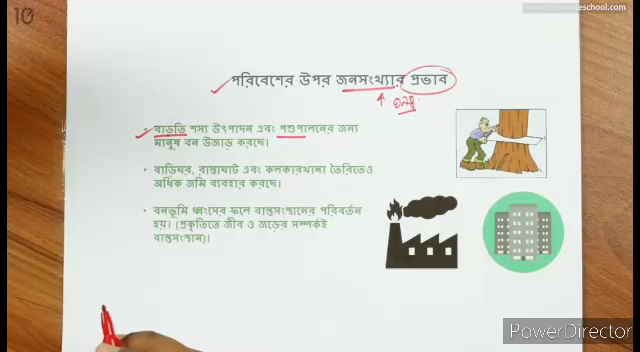 পরিবেশের উপর জনসংখ্যার প্রভাব
• বাড়তি শস্য উৎপাদন এবং পশুপালনের জন্য
মানুষ বন উজাড় করছে।
• বাড়িঘর, রাস্তাঘাট এবং কলকারখানা তৈরিতেও
অধিক জমি ব্যবহার করছে।
• বনভূমি ধ্বংসের ফলে বাস্তুসংস্থানের পরিবর্তন
হয়। (প্রকৃতিতে জীব ও জড়ের সম্পর্কই
বাস্তুসংস্থান)।
PowerDirector